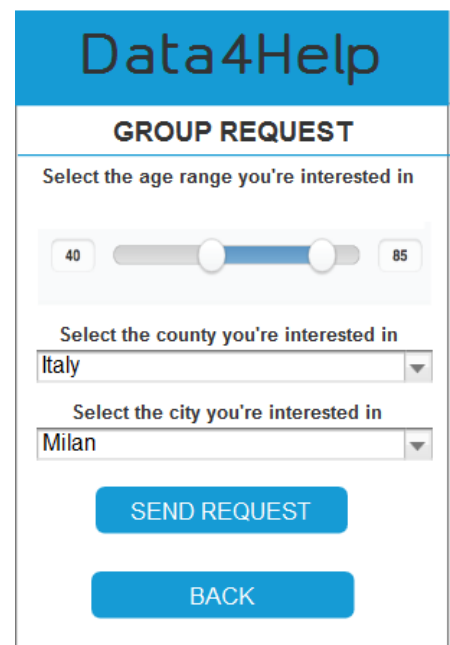 Data4Help
GROUP REQUEST
Select the age range you're interested in
40 85
Select the county you're interested in
Italy
Select the city you're interested in
Milan
SEND REQUEST
BACK